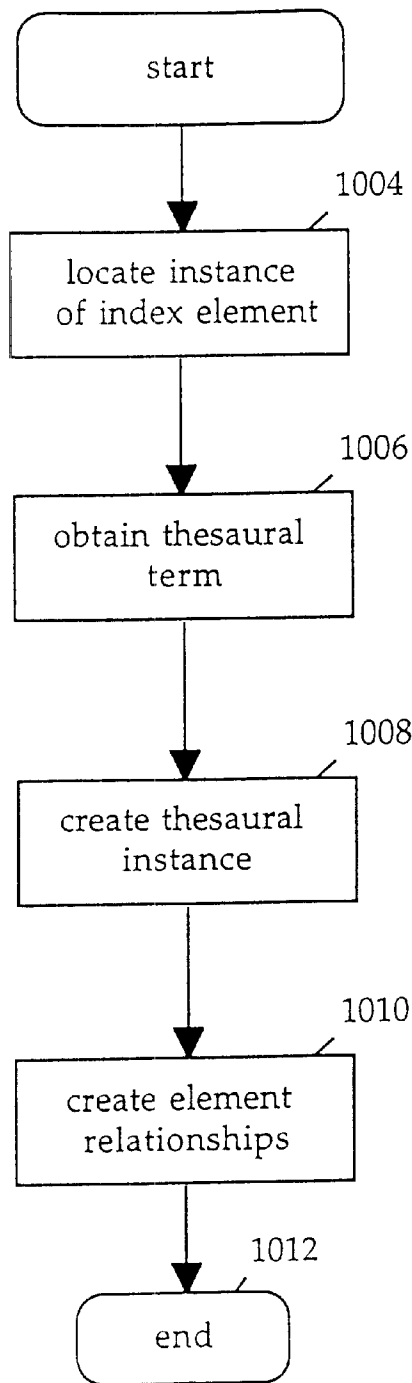 start
1004
locate instance
of index element
1006
obtain thesaural
term
1008
create thesaural
instance
1010
create element
relationships
1012
end